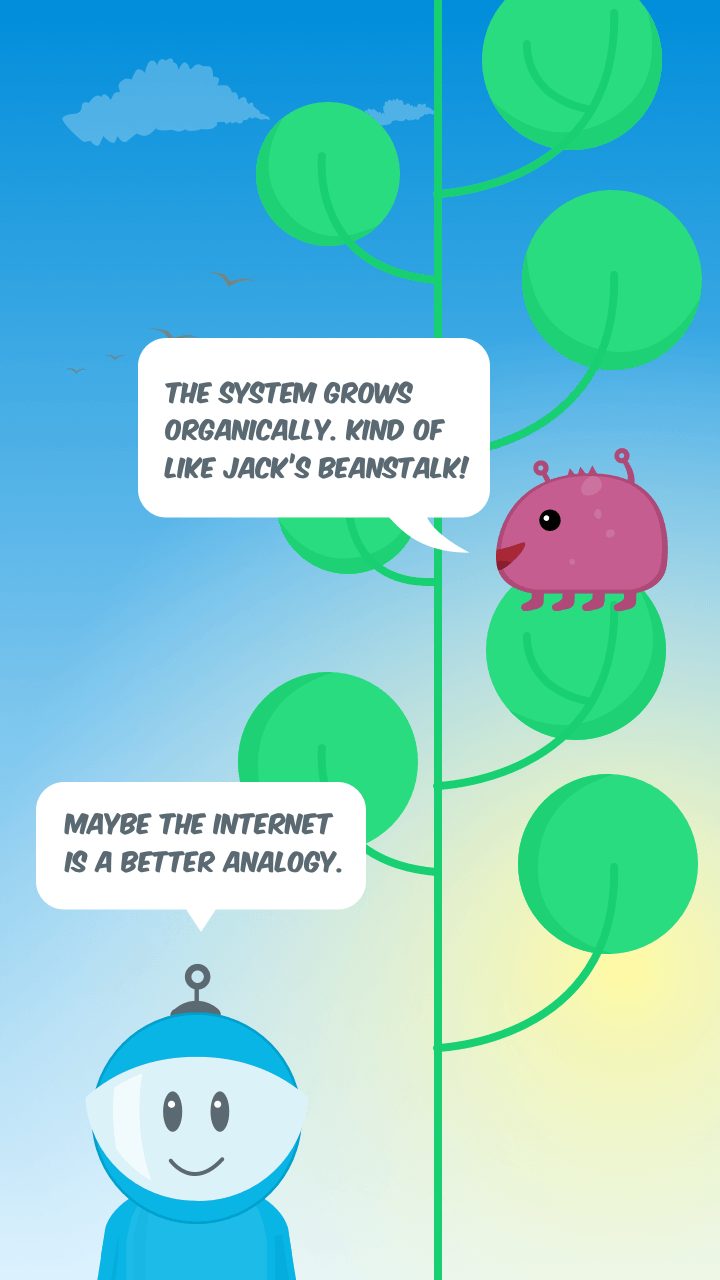 THE SYSTEM GROWS
ORGANICALLY. KIND OF
LIKE JACK'S BEANSTALK!
MAYBE THE INTERNET
IS A BETTER ANALOGY.